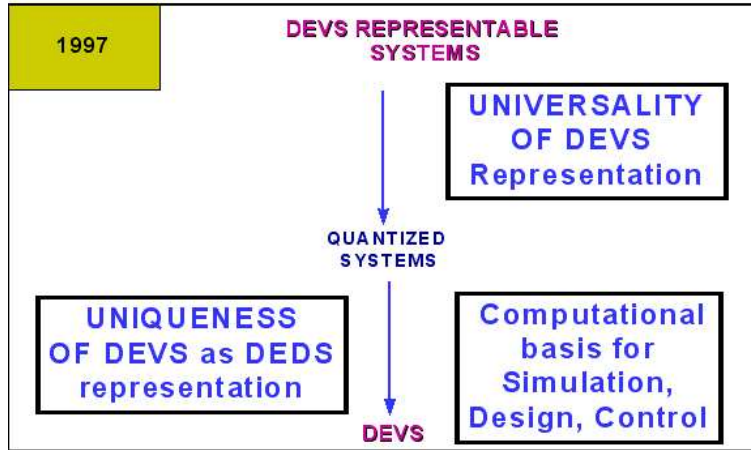 1997
DEVS REPRESENTABLE
SYSTEMS
UNIVERSALITY
OF DEVS
Representation
QUANTIZED
SYSTEMS
UNIQUENESS
OF DEVS as DEDS
representation
Computational
basis for
Simulation,
Design, Control
DEVS